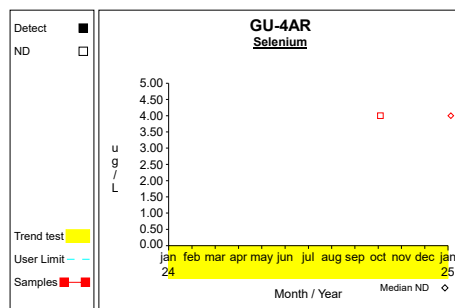 Detect
ND
Trend test
User Limit
Samples
GU-4AR
Selenium
ug/L
5.00
4.50
4.00
3.50
3.00
2.50
2.00
1.50
1.00
0.50
0.00
jan feb mar apr may jun jul aug sep oct nov dec jan
24 25
Month / Year
Median ND